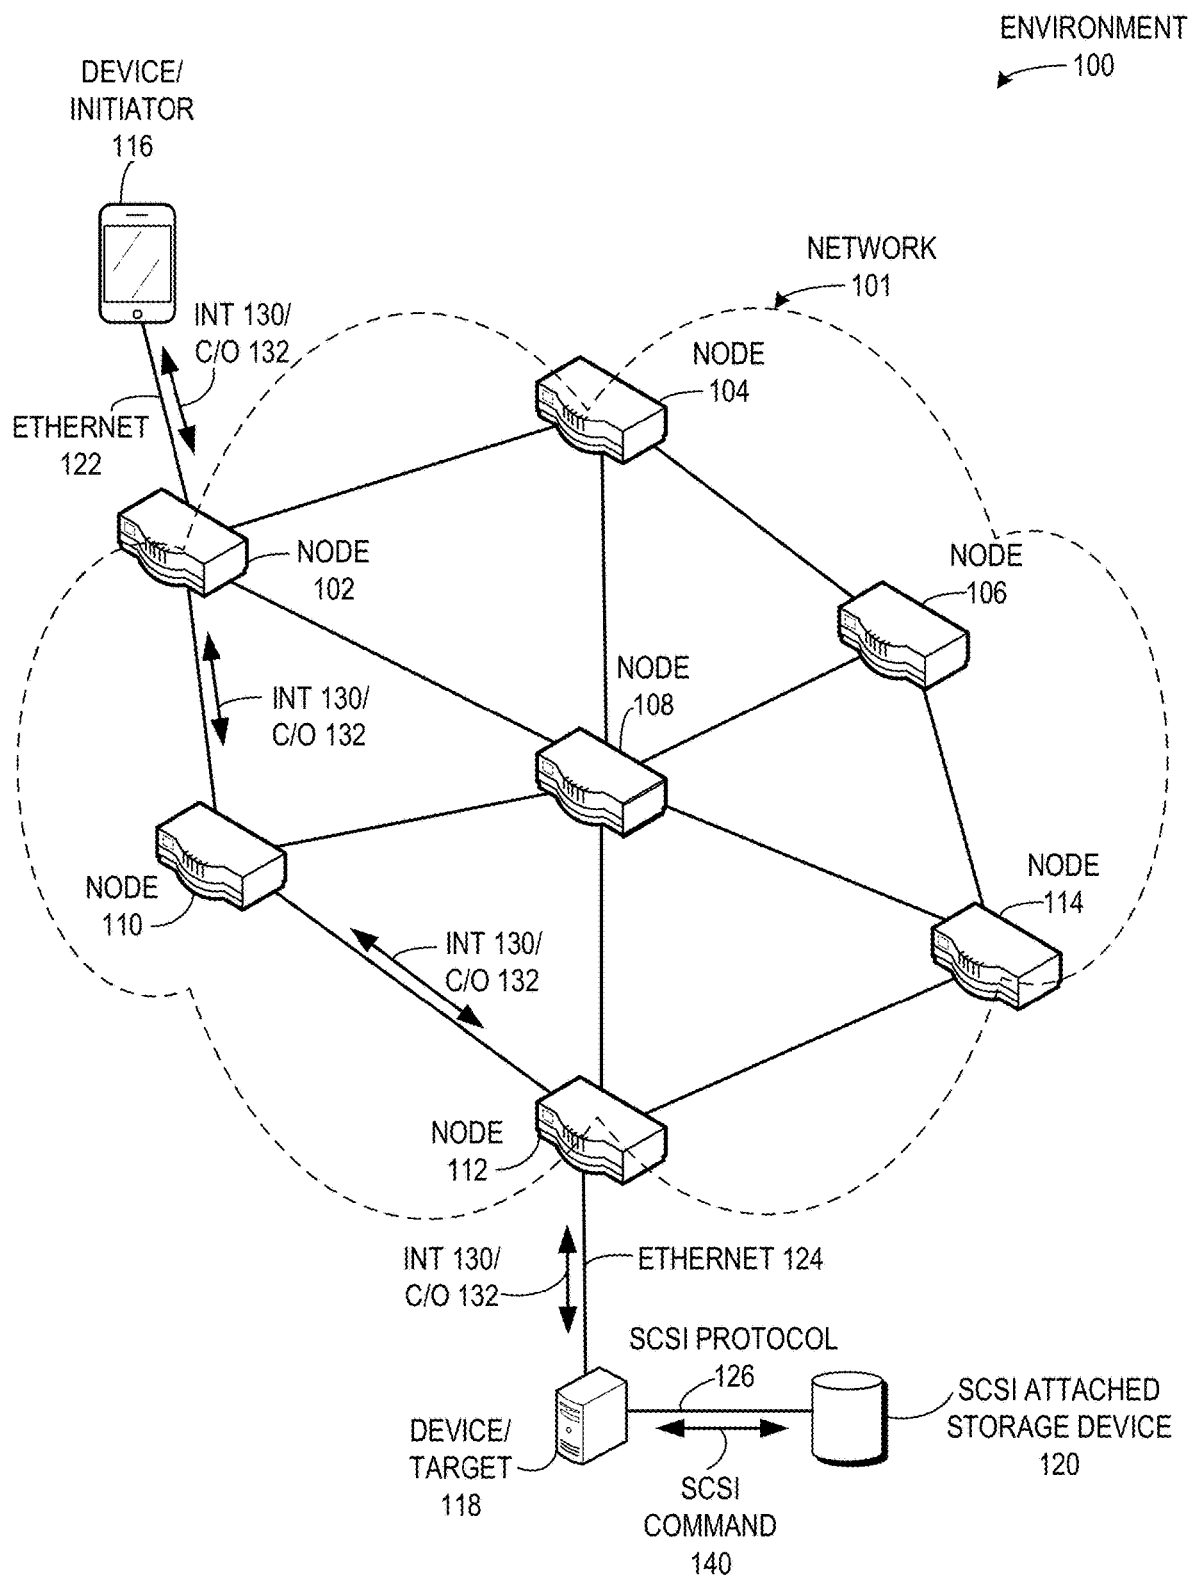 ENVIRONMENT
100
DEVICE/
INITIATOR
116
NETWORK
101
INT 130/
C/O 132
NODE
104
ETHERNET
122
NODE
102
NODE
106
NODE
108
INT 130/
C/O 132
NODE
110
NODE
114
INT 130/
C/O 132
NODE
112
INT 130/
C/O 132
ETHERNET 124
SCSI PROTOCOL
126
DEVICE/
TARGET
118
SCSI ATTACHED
STORAGE DEVICE
120
SCSI
COMMAND
140